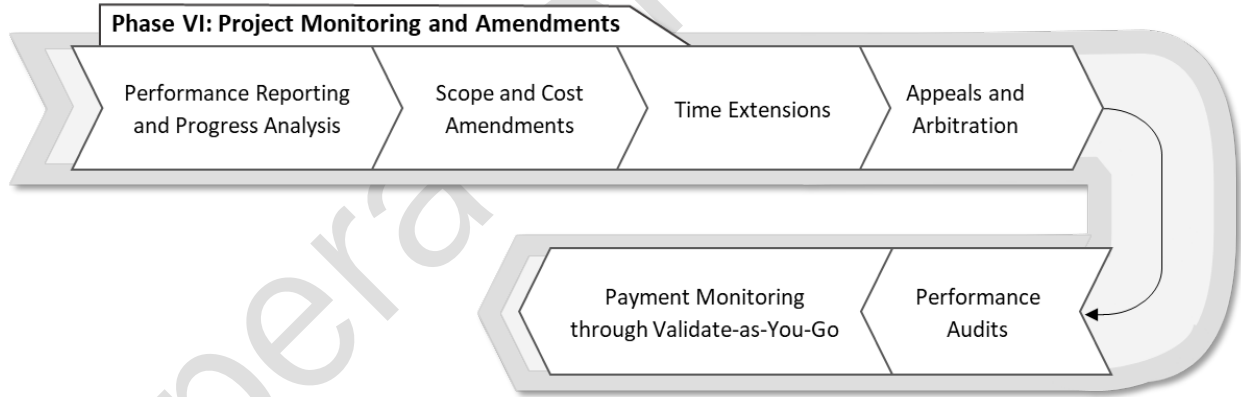 Phase VI: Project Monitoring and Amendments
Performance Reporting
and Progress Analysis
Scope and Cost
Amendments
Time Extensions
Appeals and
Arbitration
Performance
Audits
Payment Monitoring
through Validate-as-You-Go